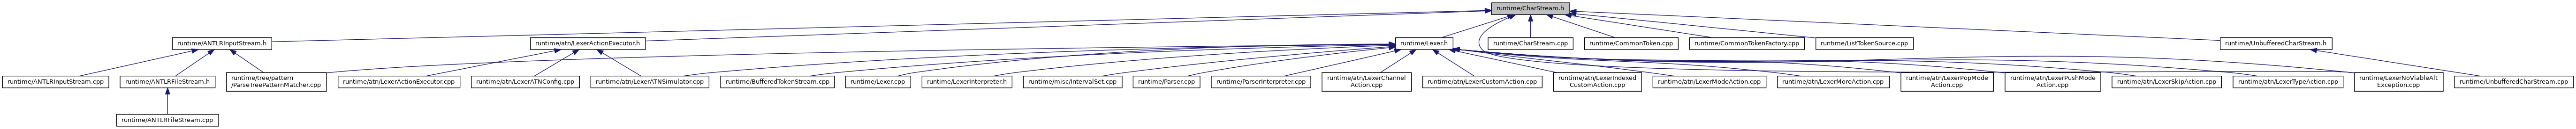 runtime/CharStream.h
runtime/ANTLRInputStream.h
runtime/atn/LexerActionExecutor.h
runtime/Lexer.h
runtime/CharStream.cpp
runtime/CommonToken.cpp
runtime/CommonTokenFactory.cpp
runtime/ListTokenSource.cpp
runtime/UnbufferedCharStream.h
runtime/ANTLRInputStream.cpp
runtime/ANTLRFileStream.h
runtime/tree/pattern
/ParseTreePatternMatcher.cpp
runtime/atn/LexerActionExecutor.cpp
runtime/atn/LexerATNConfig.cpp
runtime/atn/LexerATNSimulator.cpp
runtime/BufferedTokenStream.cpp
runtime/Lexer.cpp
runtime/LexerInterpreter.h
runtime/misc/IntervalSet.cpp
runtime/Parser.cpp
runtime/ParserInterpreter.cpp
runtime/atn/LexerChannel
Action.cpp
runtime/atn/LexerCustomAction.cpp
runtime/atn/LexerIndexed
CustomAction.cpp
runtime/atn/LexerModeAction.cpp
runtime/atn/LexerMoreAction.cpp
runtime/atn/LexerPopMode
Action.cpp
runtime/atn/LexerPushMode
Action.cpp
runtime/atn/LexerSkipAction.cpp
runtime/atn/LexerTypeAction.cpp
runtime/LexerNoViableAlt
Exception.cpp
runtime/UnbufferedCharStream.cpp
runtime/ANTLRFileStream.cpp